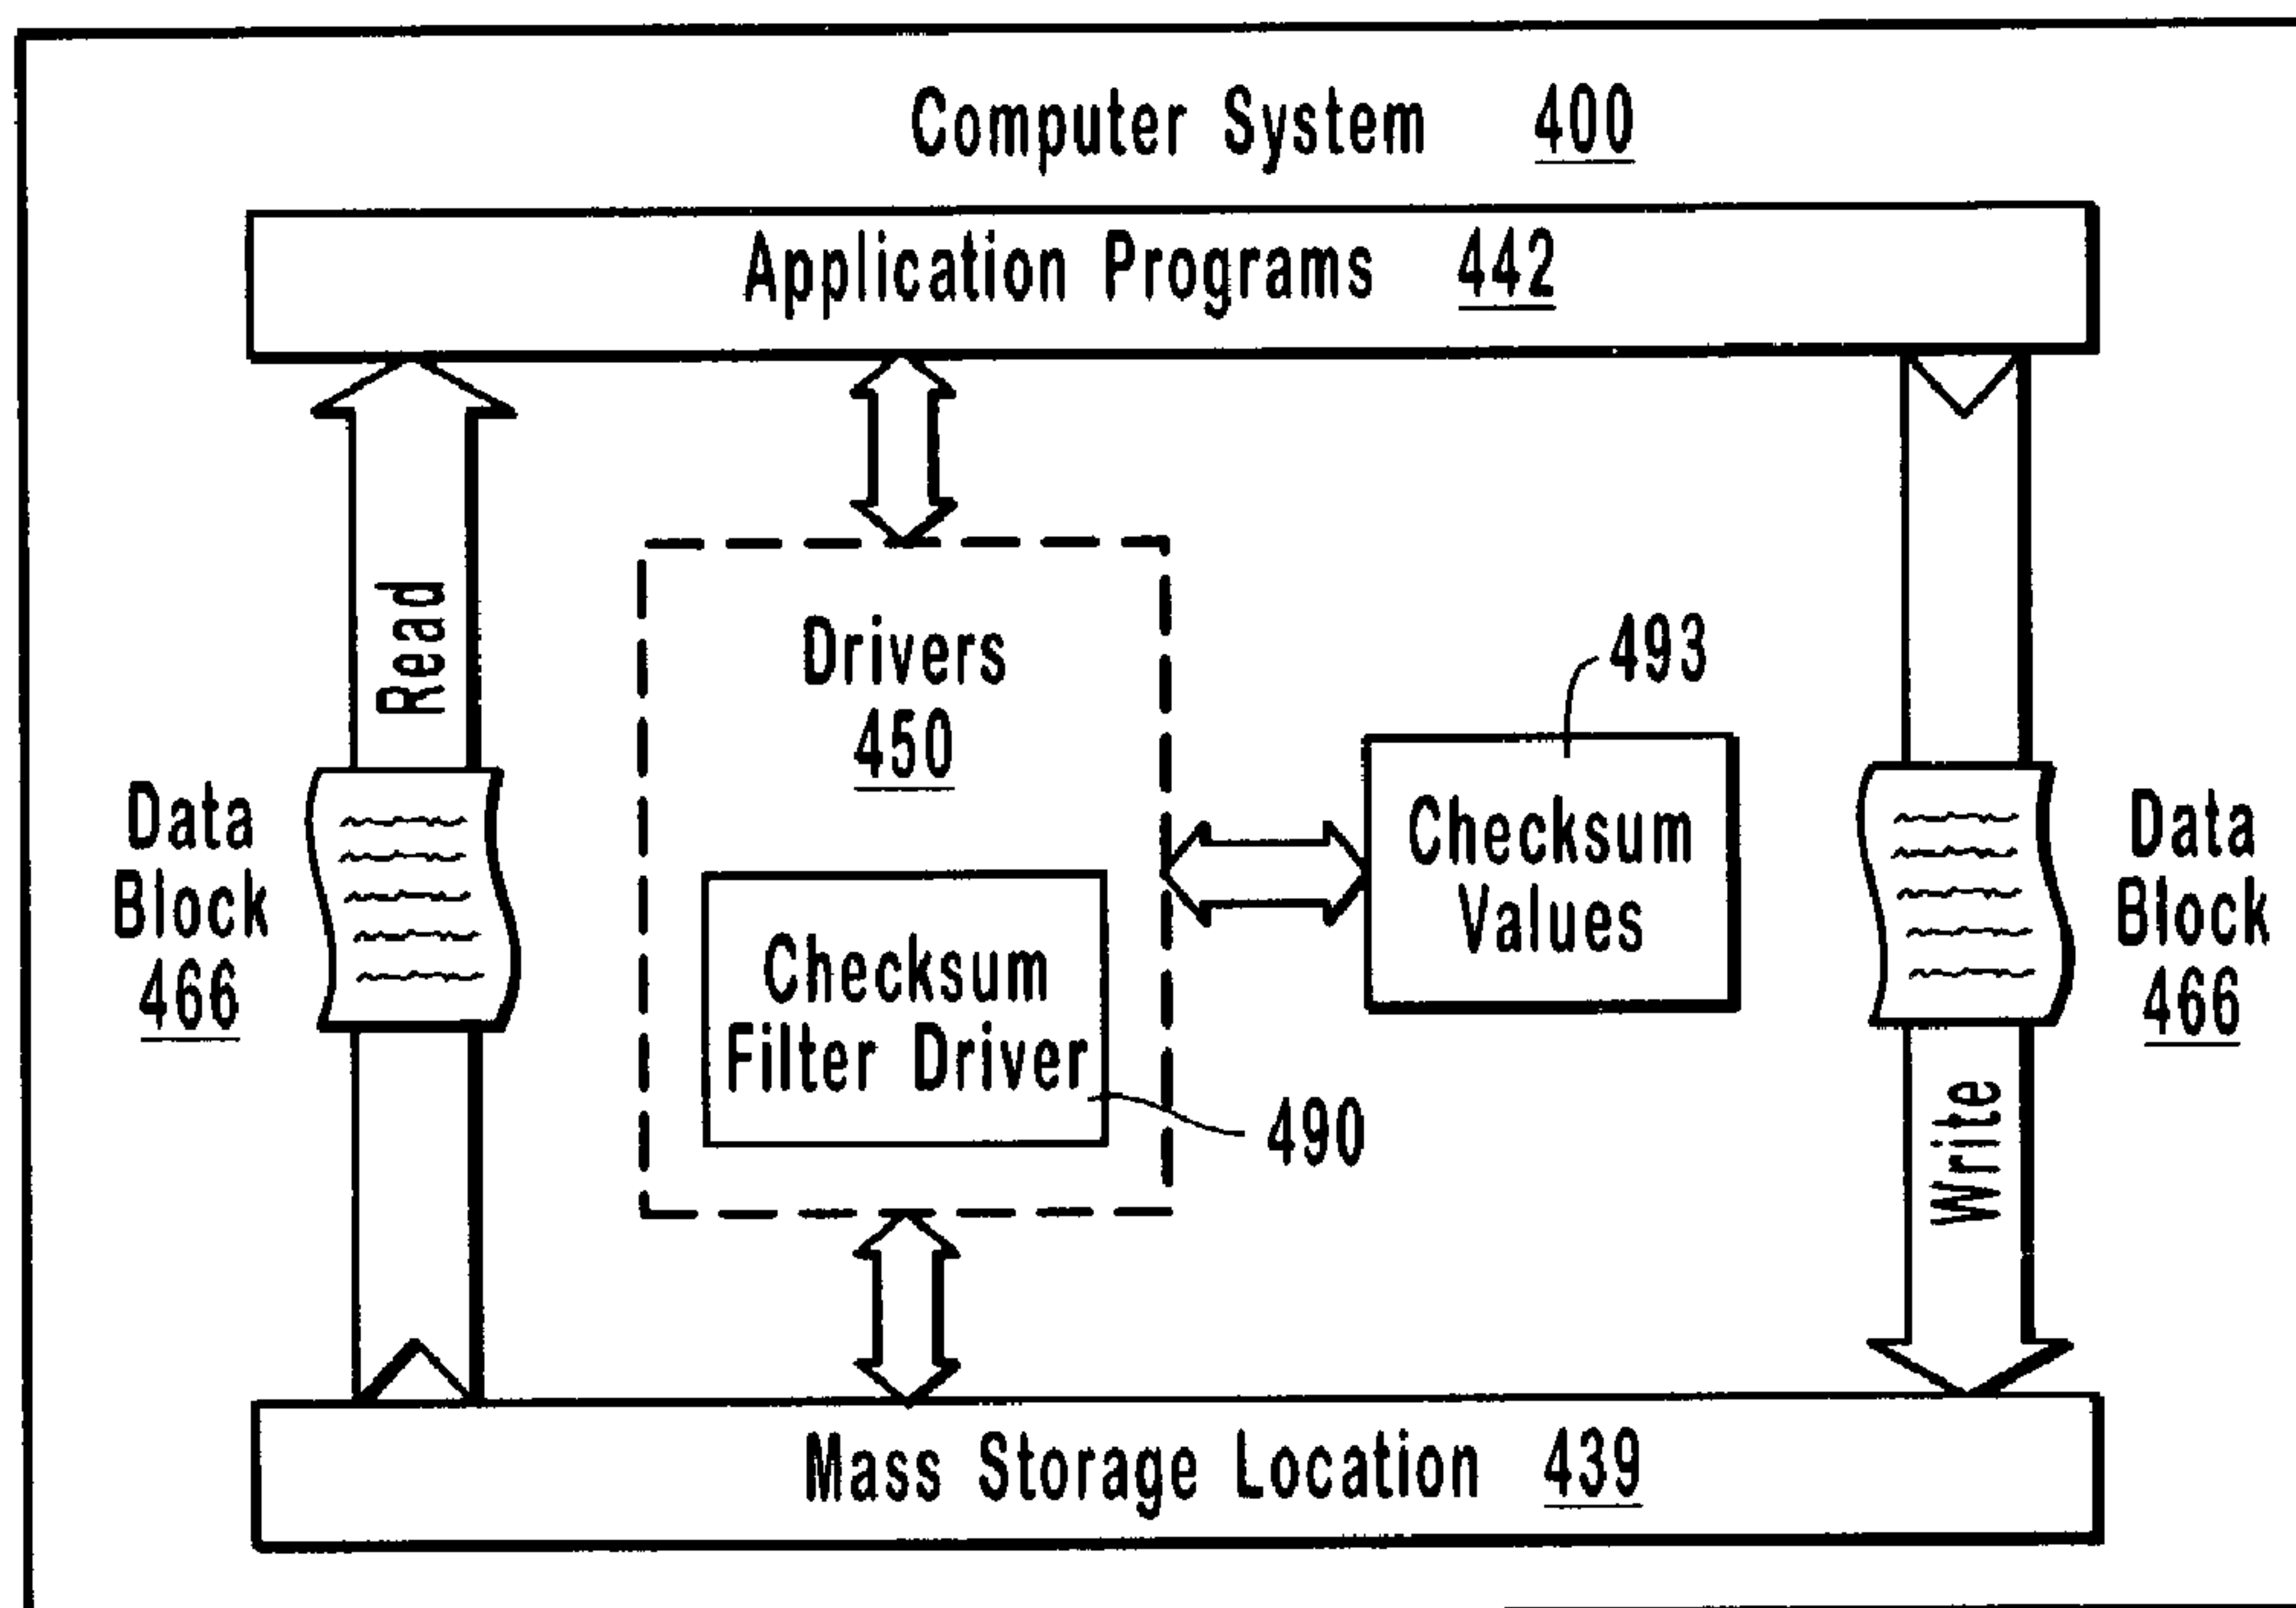 Computer System 400
Application Programs 442
Read
Drivers
450
493
Data
Block
466
Checksum
Values
Data
Block
466
Checksum
Filter Driver
490
Write
Mass Storage Location 439